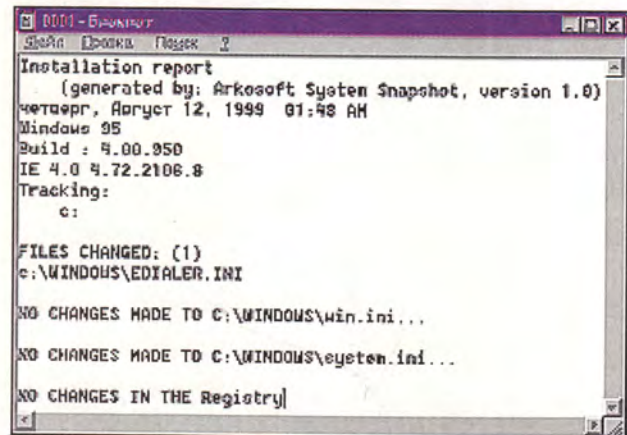 0001 - Блокнот
Файл Правка Поиск ?
Installation report
(generated by: Arkosoft System Snapshot, version 1.0)
четверг, Август 12, 1999 01:48 AM
Windows 95
Build : 4.00.950
IE 4.0 4.72.2106.8
Tracking:
c:
FILES CHANGED: (1)
c:\WINDOWS\EDIALER.INI
NO CHANGES MADE TO C:\WINDOWS\win.ini...
NO CHANGES MADE TO C:\WINDOWS\system.ini...
NO CHANGES IN THE Registry